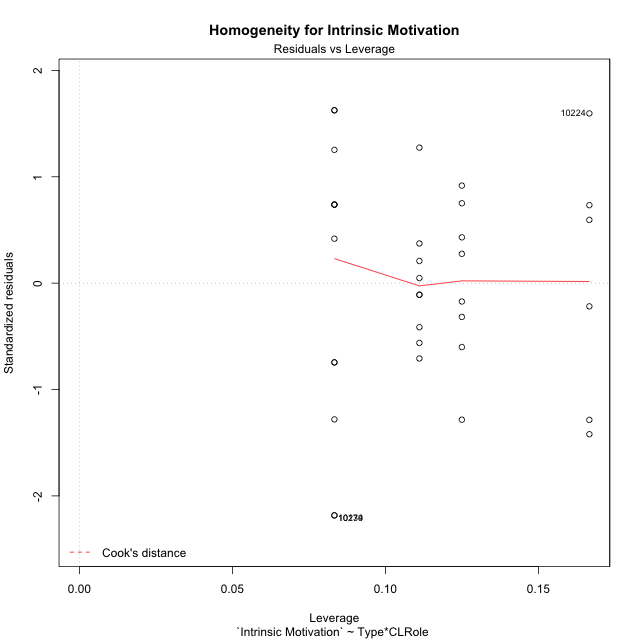 Homogeneity for Intrinsic Motivation
Residuals vs Leverage
2
1
0
-1
-2
Standardized residuals
10224
Cook's distance
0.00
0.05
0.10
0.15
Leverage
`Intrinsic Motivation` ~ Type*CLRole